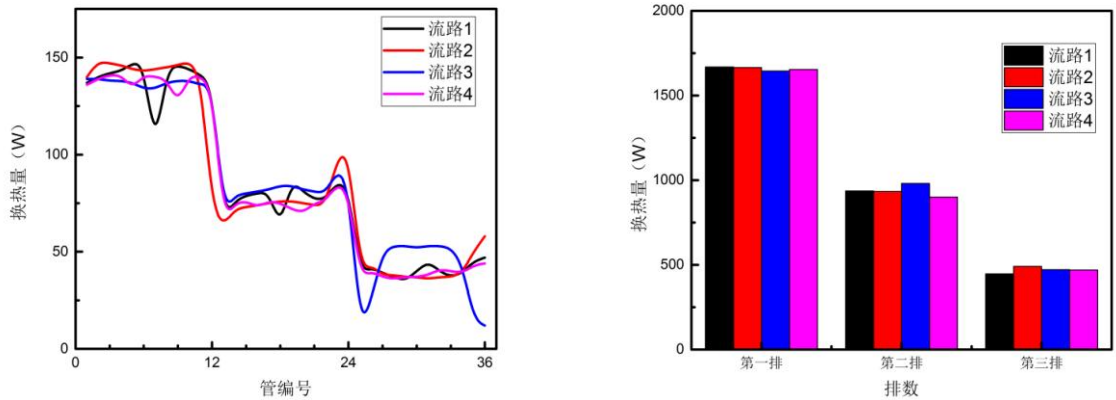 换热量（W）
150
100
50
0
0
12
24
36
管编号
流路1
流路2
流路3
流路4
换热量（W）
2000
1500
1000
500
0
第一排
第二排
第三排
排数
流路1
流路2
流路3
流路4